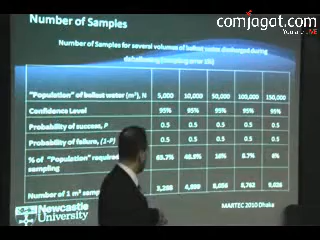 comjagat.com
You are LIVE
Number of Samples
Number of Samples for several volumes of ballast water discharged during
deballasting (sampling error 1%)
"Population" of ballast water (m³), N 5,000 10,000 50,000 100,000 150,000
Confidence Level 95% 95% 95% 95% 95%
Probability of success, P 0.5 0.5 0.5 0.5 0.5
Probability of failure, (1-P) 0.5 0.5 0.5 0.5 0.5
% of "Population" required sampling 65.7% 48.9% 16% 8.7% 6%
Number of 1 m³ 3,288 4,899 8,056 8,762 9,026
Newcastle
University
MARTEC 2010 Dhaka